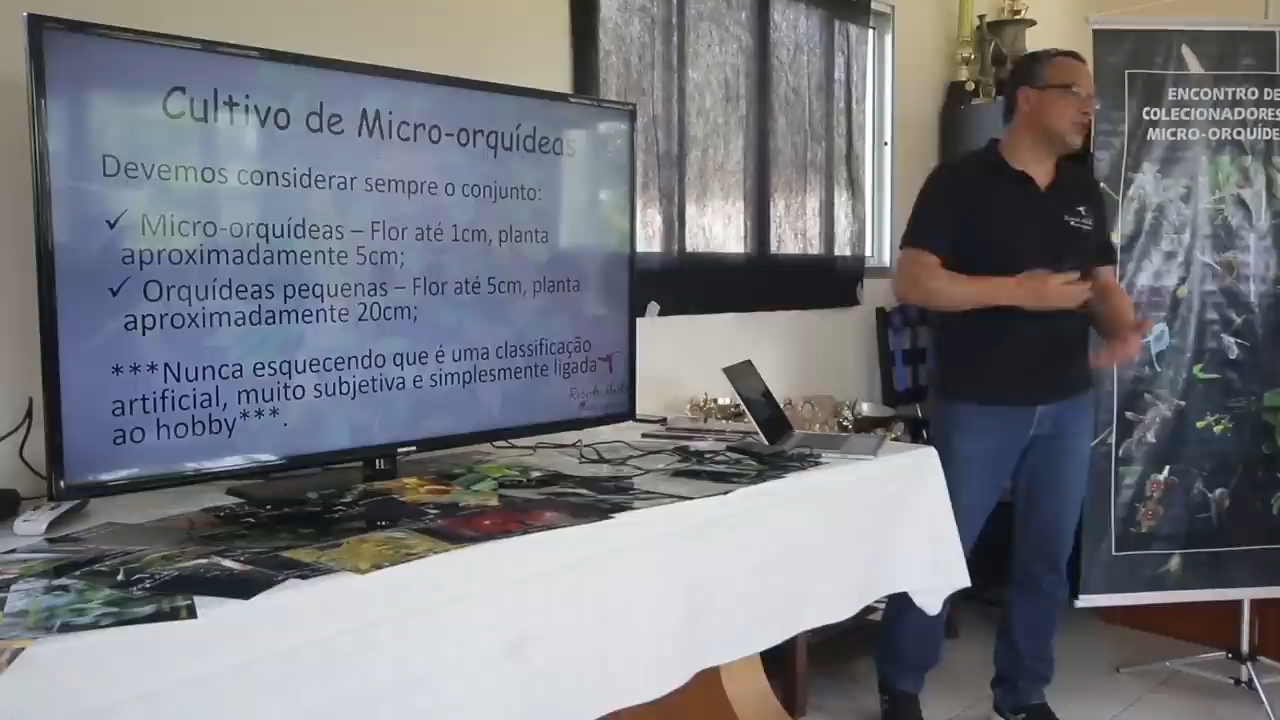 Cultivo de Micro-orquídeas
Devemos considerar sempre o conjunto:
✓ Micro-orquídeas – Flor até 1cm, planta
aproximadamente 5cm;
✓ Orquídeas pequenas – Flor até 5cm, planta
aproximadamente 20cm;
***Nunca esquecendo que é uma classificação
artificial, muito subjetiva e simplesmente ligada
ao hobby***.
ENCONTRO DE
COLECIONADORES
MICRO-ORQUÍDE